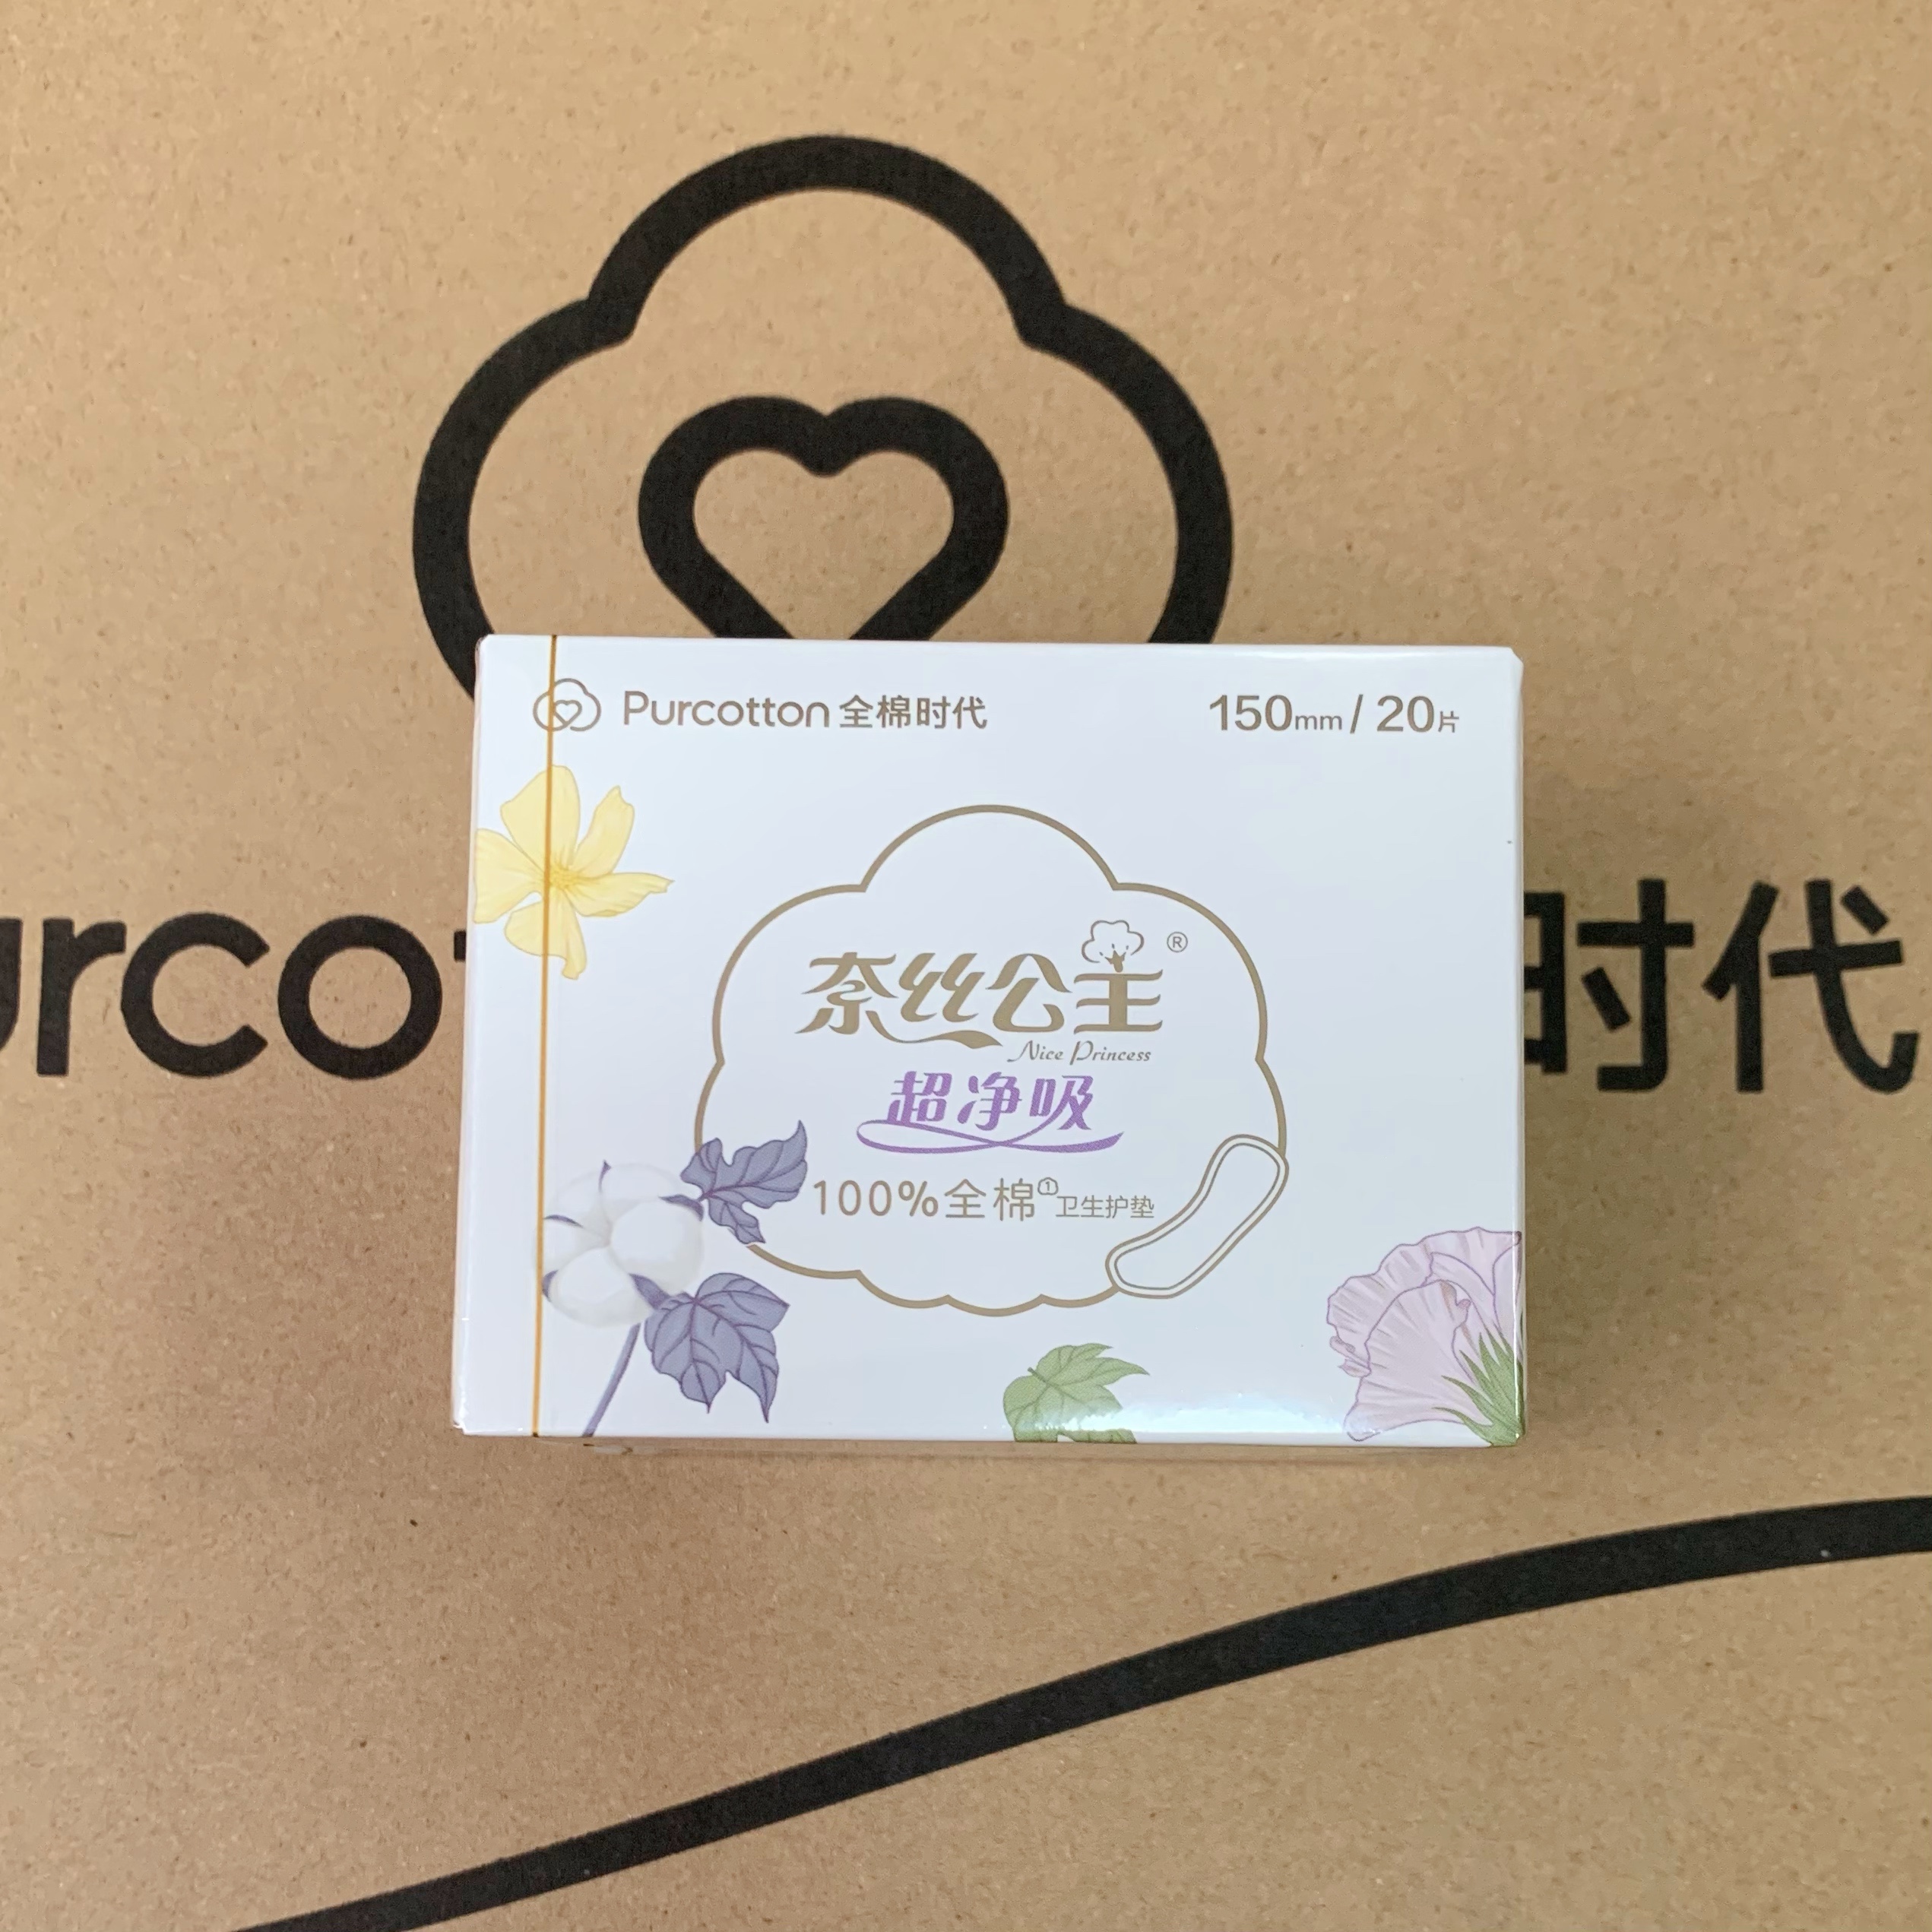 Purcotton 全棉时代
150mm / 20片
奈丝公主®
Nice Princess
超净吸
100%全棉①卫生护垫
urcot
时代